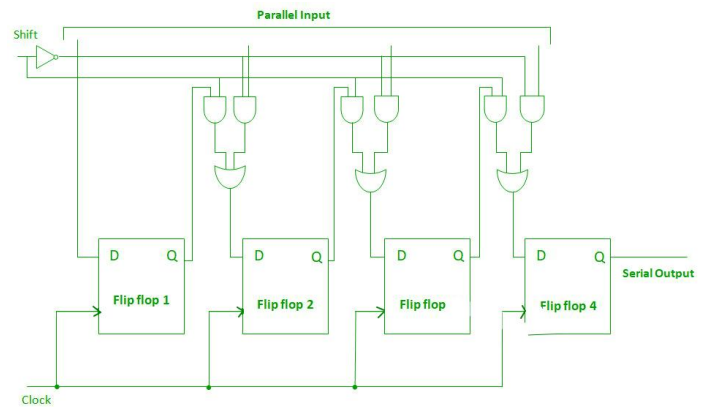 Parallel Input
Shift
D Q
D Q
D Q
D Q
Serial Output
Flip flop 1
Flip flop 2
Flip flop
Flip flop 4
Clock